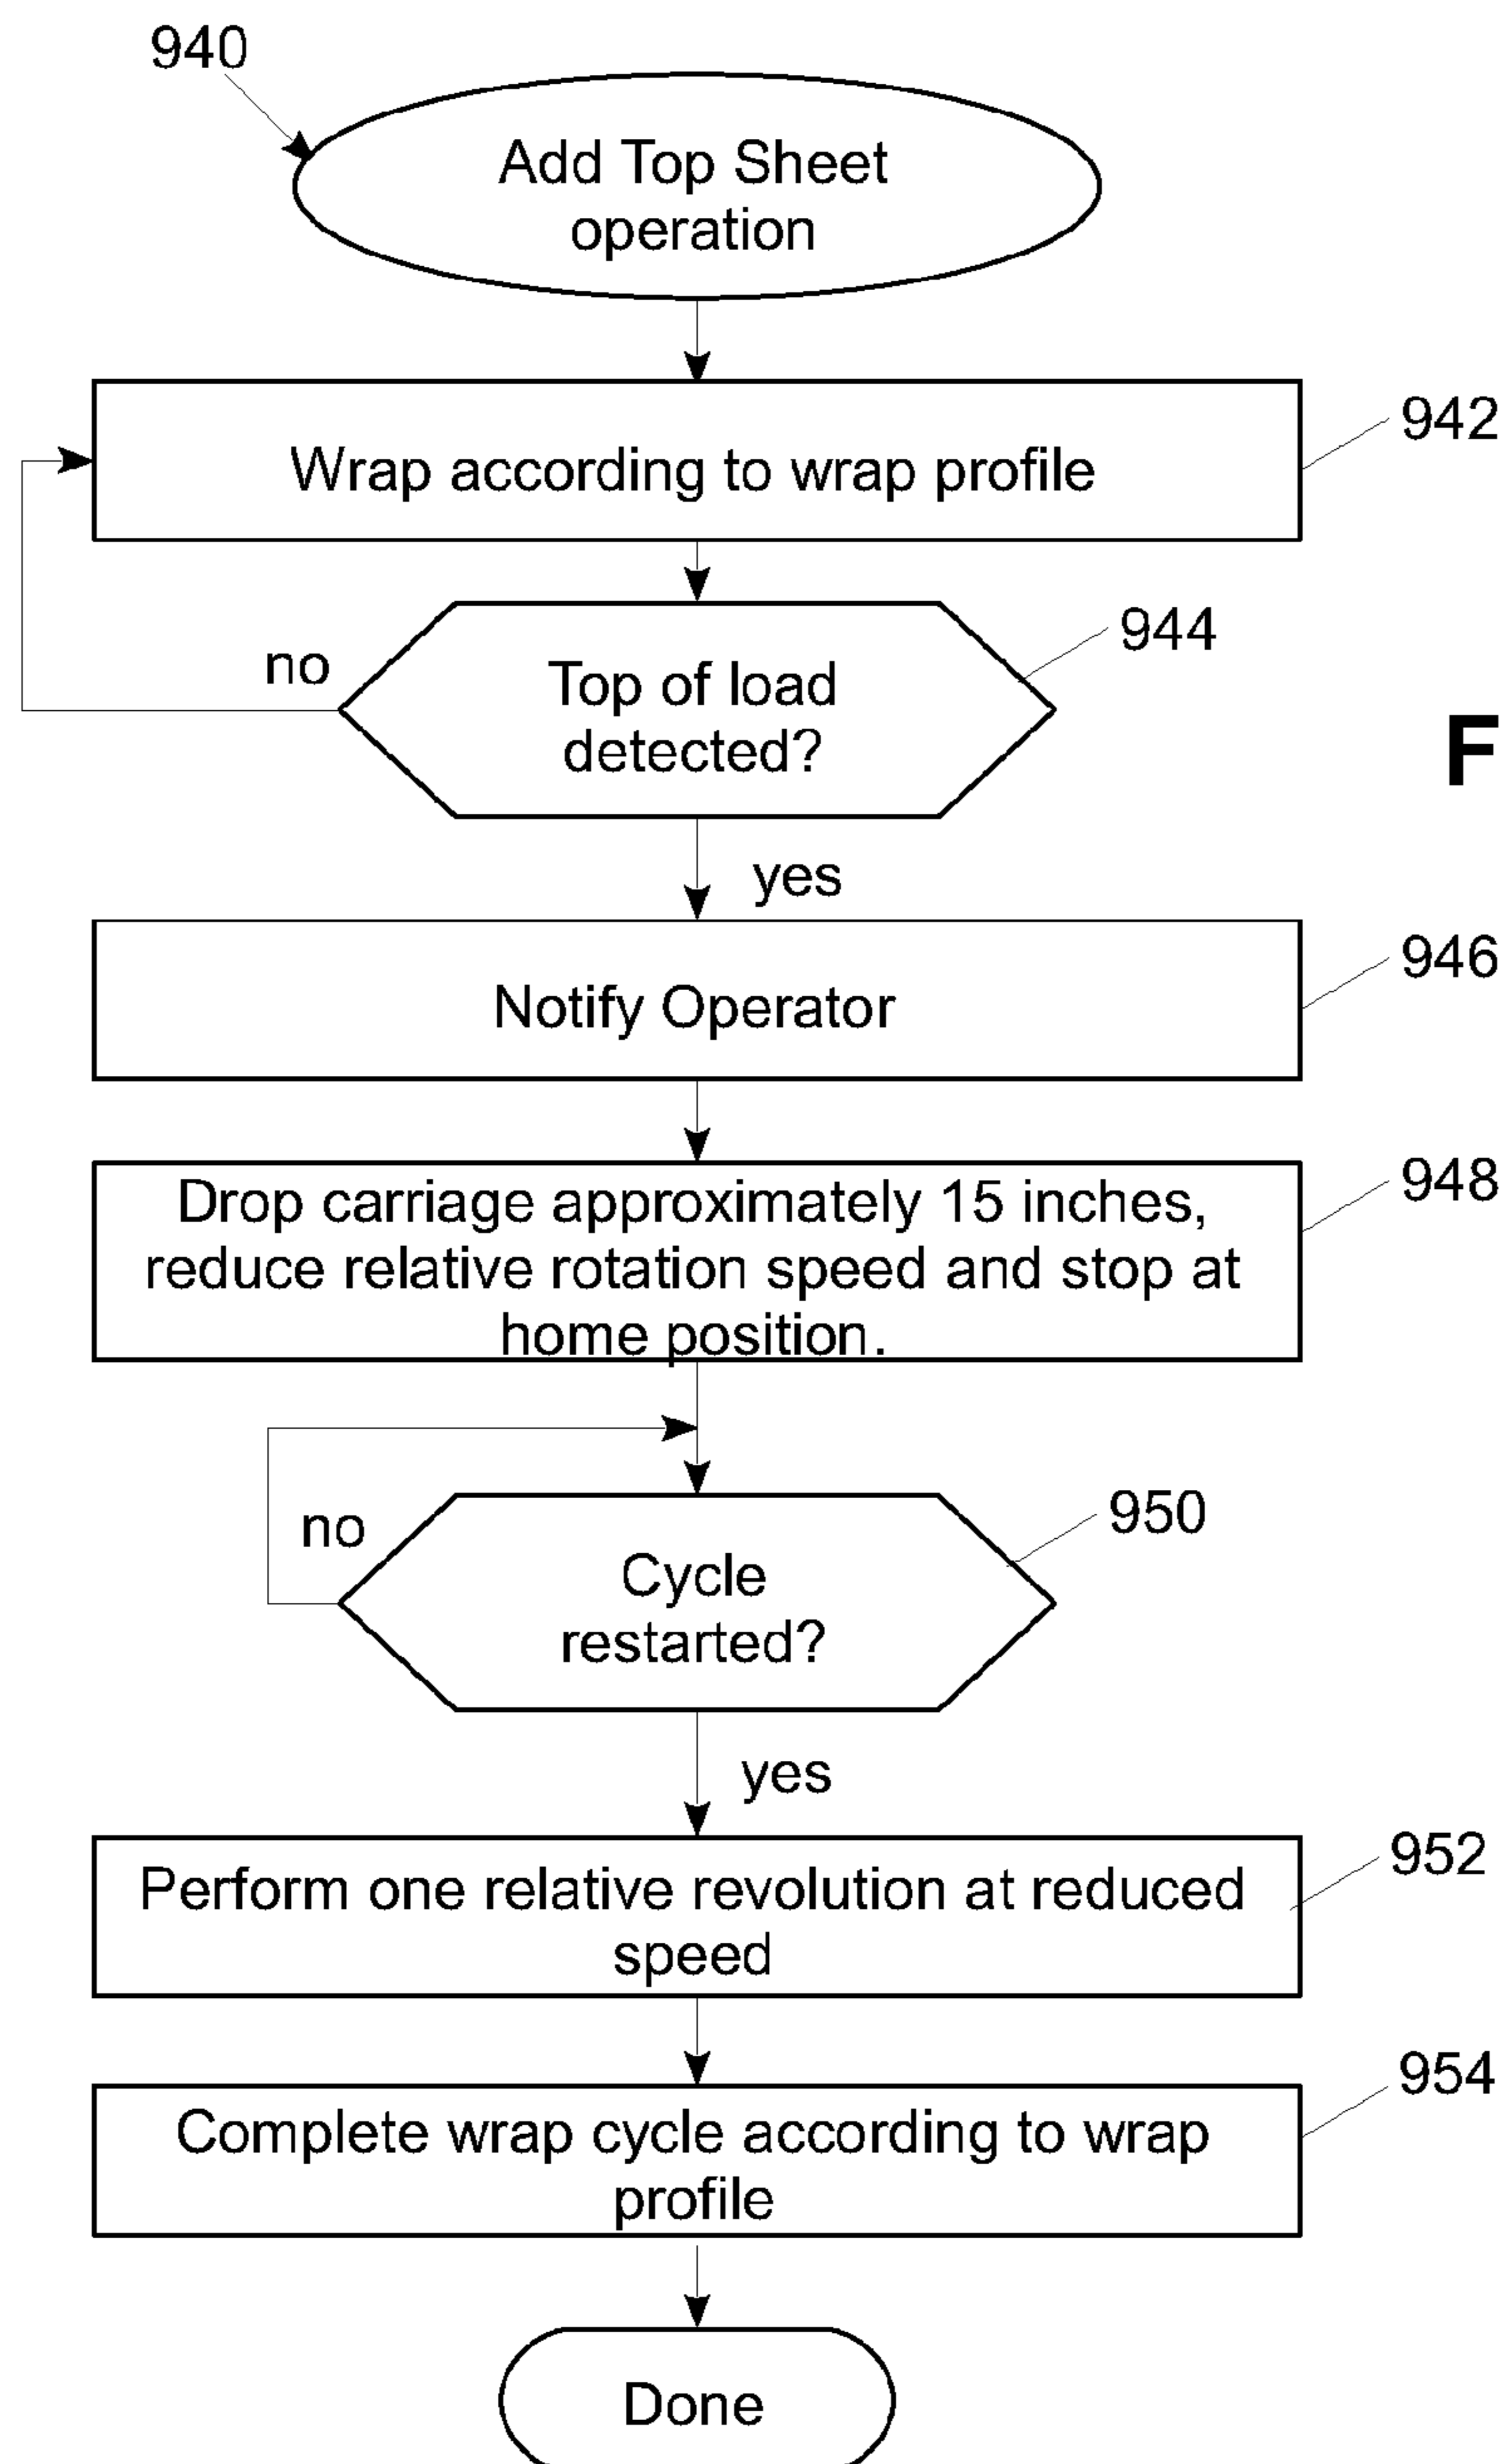 940
Add Top Sheet
operation
942
Wrap according to wrap profile
944
no
Top of load
detected?
F
yes
946
Notify Operator
948
Drop carriage approximately 15 inches,
reduce relative rotation speed and stop at
home position.
950
no
Cycle
restarted?
yes
952
Perform one relative revolution at reduced
speed
954
Complete wrap cycle according to wrap
profile
Done